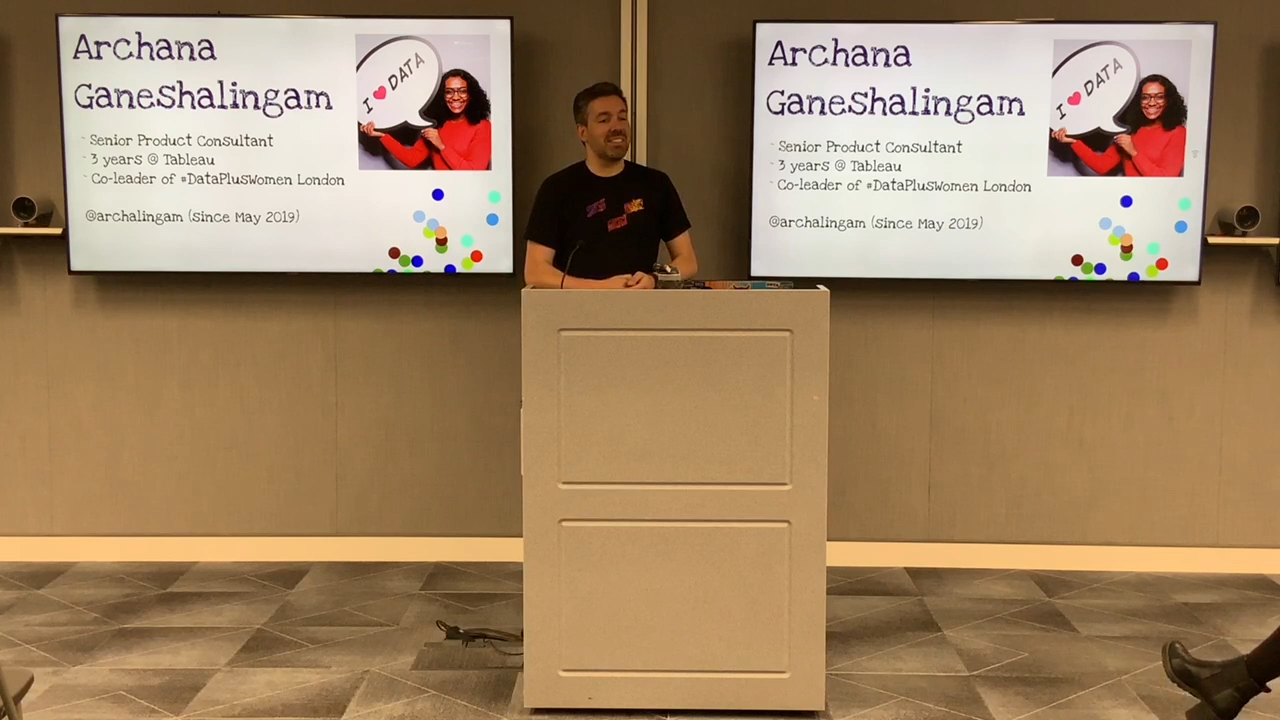 Archana
Ganeshalingam
- Senior Product Consultant
- 3 years @ Tableau
- Co-leader of #DataPlusWomen London
@archalingam (since May 2019)
I ❤ DATA
Archana
Ganeshalingam
- Senior Product Consultant
- 3 years @ Tableau
- Co-leader of #DataPlusWomen London
@archalingam (since May 2019)
I ❤ DATA